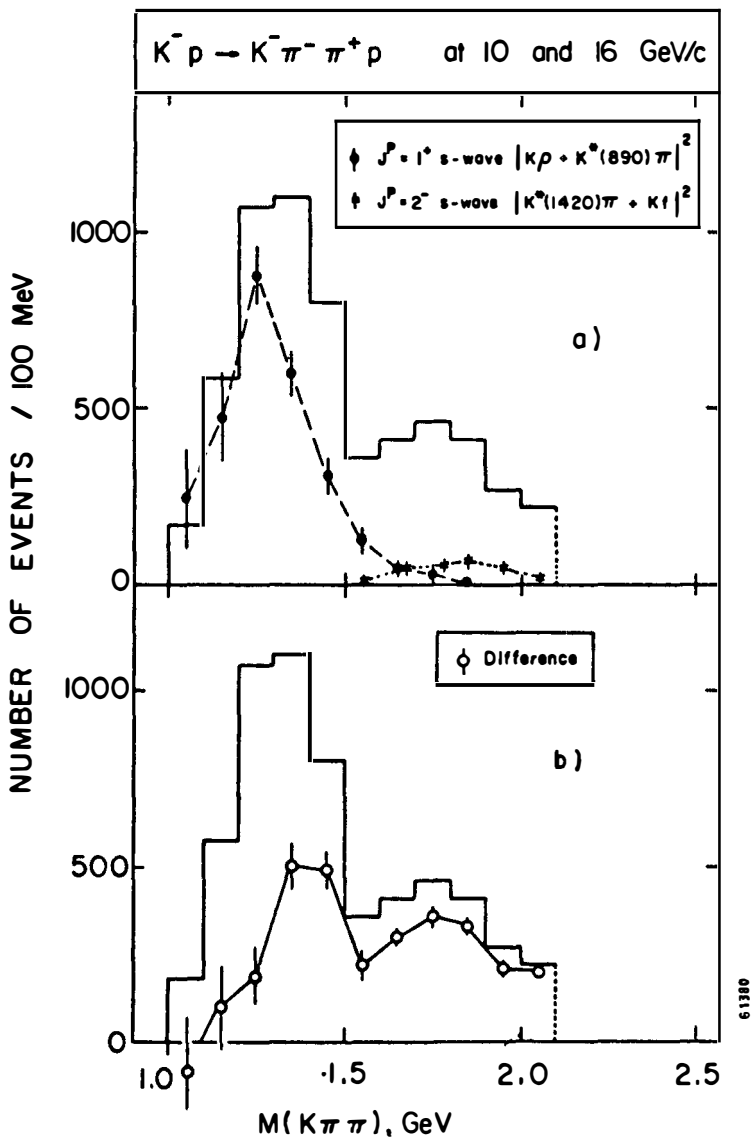 K⁻p → K⁻π⁻π⁺p at 10 and 16 GeV/c
J^P = 1⁺ s-wave |Kρ + K*(890)π|²
J^P = 2⁻ s-wave |K*(1420)π + Kf|²
1000
a)
500
0
Difference
1000
b)
500
0
1.0 1.5 2.0 2.5
M(Kππ), GeV
NUMBER OF EVENTS / 100 MeV
61380